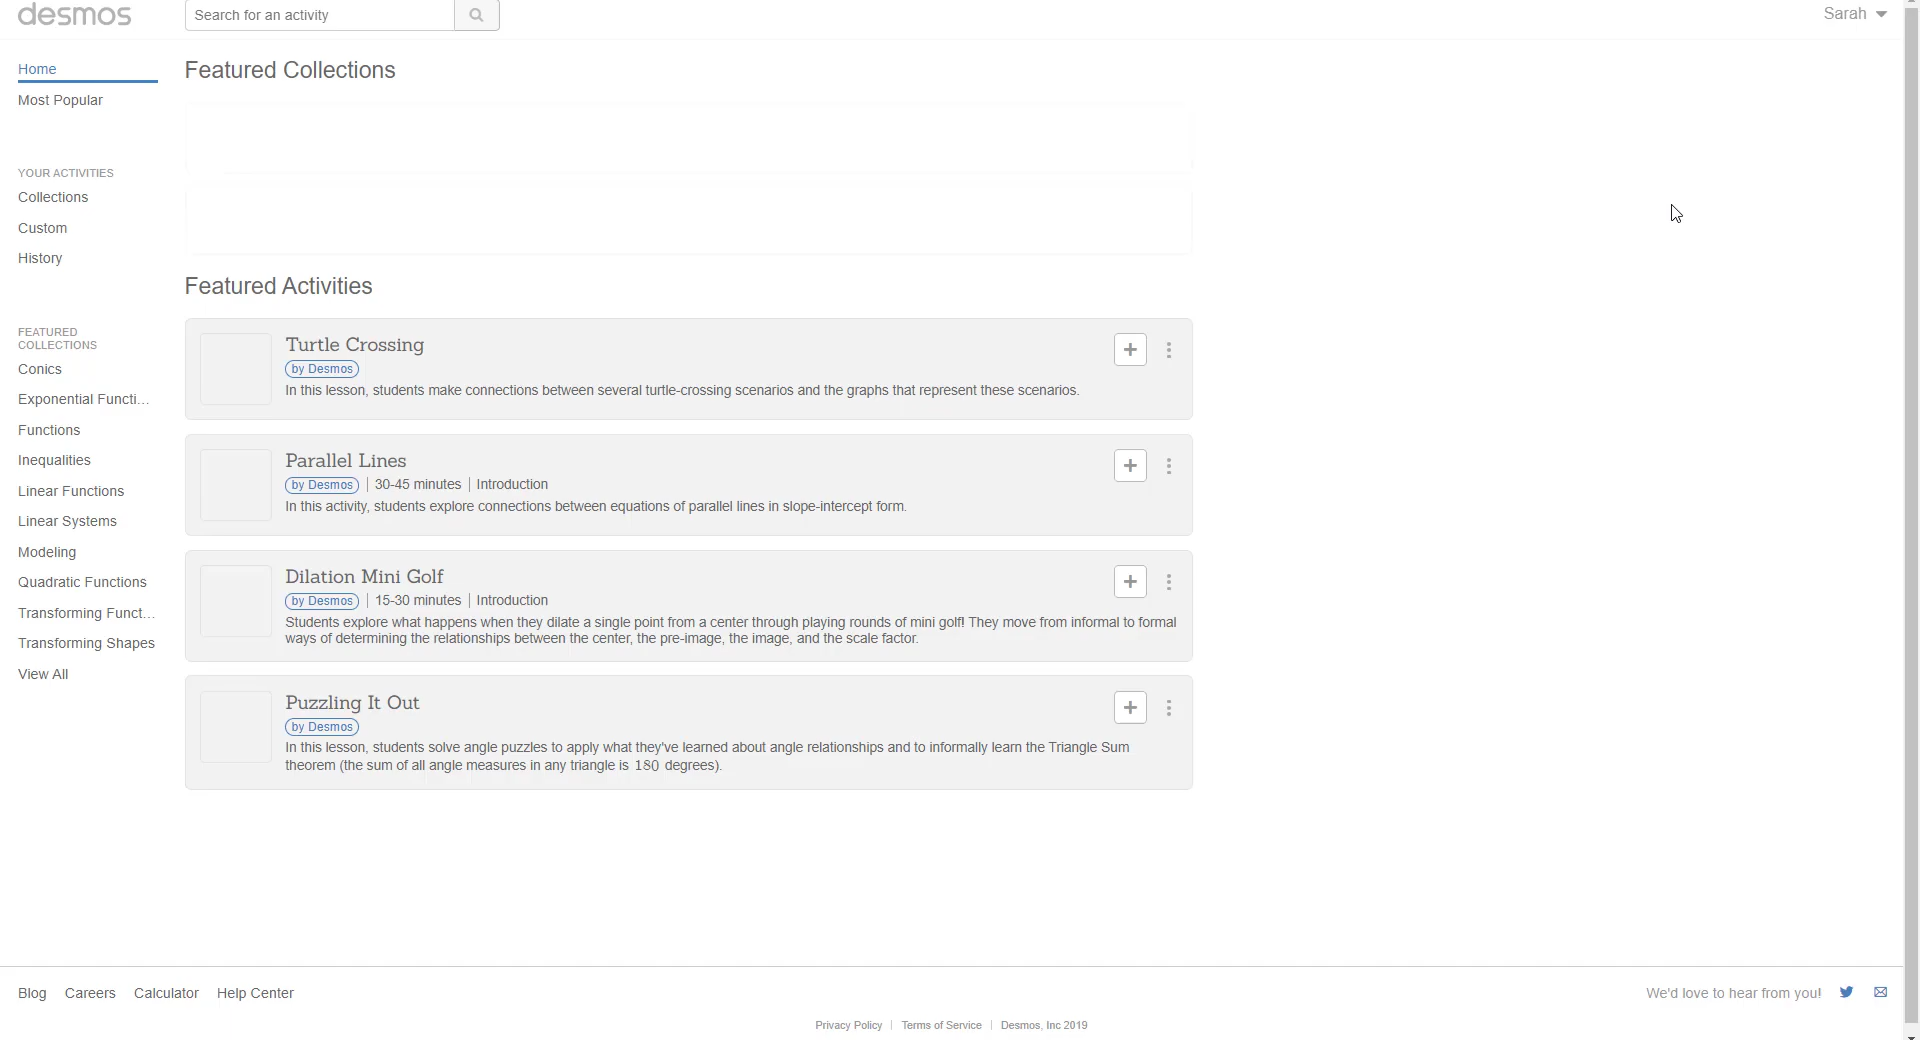 desmos
Search for an activity
Sarah
Home
Most Popular
YOUR ACTIVITIES
Collections
Custom
History
FEATURED
COLLECTIONS
Conics
Exponential Functi...
Functions
Inequalities
Linear Functions
Linear Systems
Modeling
Quadratic Functions
Transforming Funct...
Transforming Shapes
View All
Featured Collections
Featured Activities
Turtle Crossing
by Desmos
In this lesson, students make connections between several turtle-crossing scenarios and the graphs that represent these scenarios.
Parallel Lines
by Desmos | 30-45 minutes | Introduction
In this activity, students explore connections between equations of parallel lines in slope-intercept form.
Dilation Mini Golf
by Desmos | 15-30 minutes | Introduction
Students explore what happens when they dilate a single point from a center through playing rounds of mini golf! They move from informal to formal
ways of determining the relationships between the center, the pre-image, the image, and the scale factor.
Puzzling It Out
by Desmos
In this lesson, students solve angle puzzles to apply what they've learned about angle relationships and to informally learn the Triangle Sum
theorem (the sum of all angle measures in any triangle is 180 degrees).
Blog Careers Calculator Help Center
We'd love to hear from you!
Privacy Policy | Terms of Service | Desmos, Inc 2019